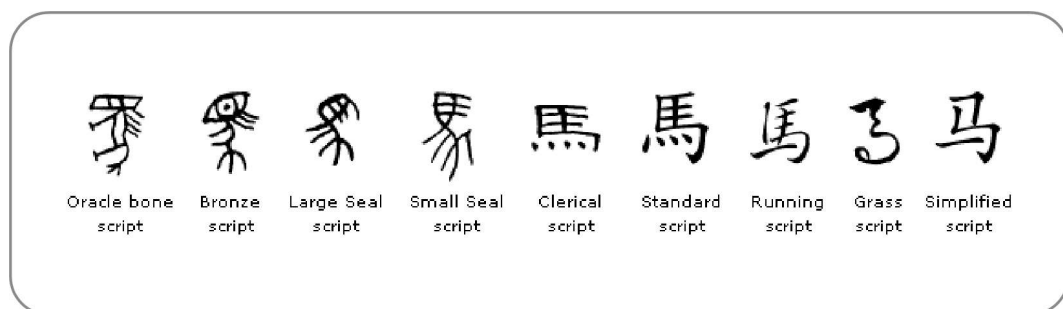 馬 馬 馬 马
Oracle bone Bronze Large Seal Small Seal Clerical Standard Running Grass Simplified
script script script script script script script script script